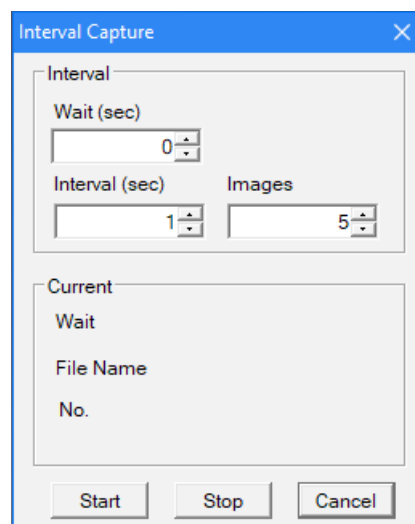 Interval Capture
Interval
Wait (sec)
0
Interval (sec) Images
1 5
Current
Wait
File Name
No.
Start Stop Cancel